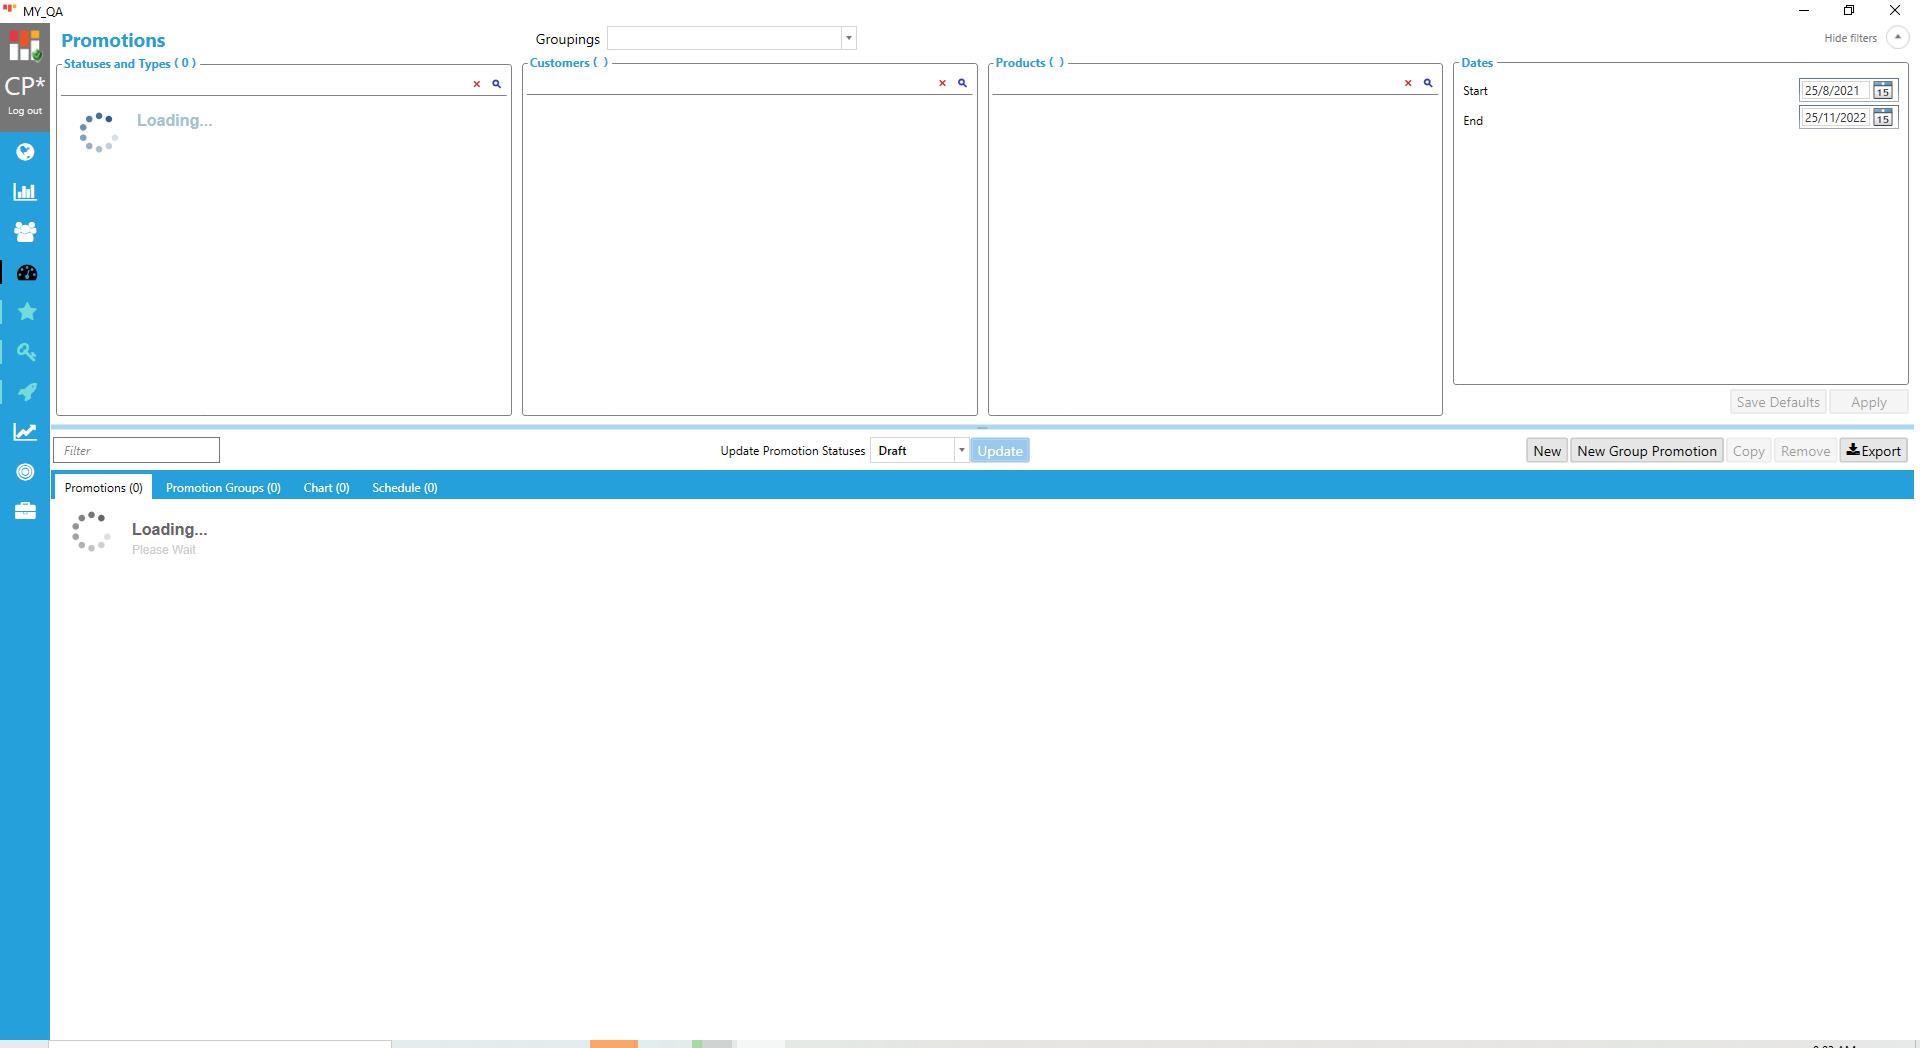 MY_QA
CP*
Log out
Promotions
Groupings
Hide filters
Statuses and Types ( 0 )
Customers ( )
Products ( )
Dates
Loading...
Start
25/8/2021
15
End
25/11/2022
15
Save Defaults
Apply
Filter
Update Promotion Statuses
Draft
Update
New
New Group Promotion
Copy
Remove
Export
Promotions (0)
Promotion Groups (0)
Chart (0)
Schedule (0)
Loading...
Please Wait